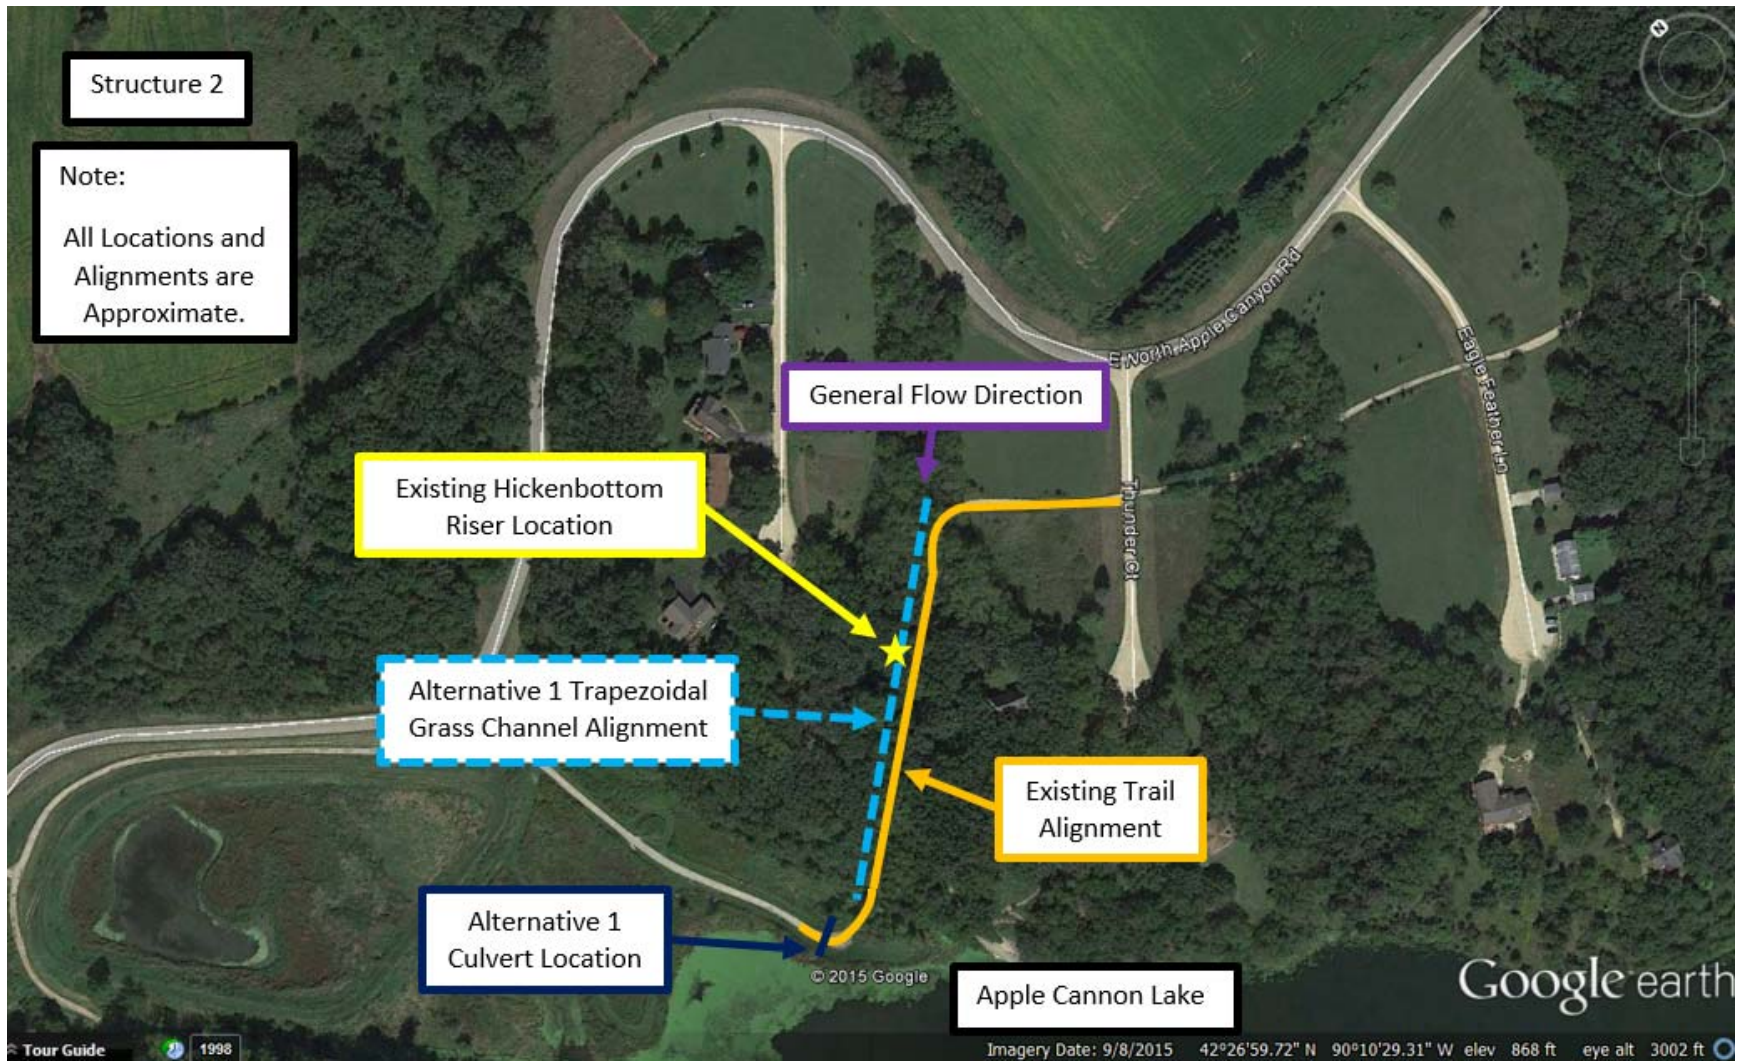 Structure 2
Note:
All Locations and
Alignments are
Approximate.
N
E North Apple Canyon Rd
Eagle Feather Ln
General Flow Direction
Existing Hickenbottom
Riser Location
Thunder Ct
Alternative 1 Trapezoidal
Grass Channel Alignment
Existing Trail
Alignment
Alternative 1
Culvert Location
© 2015 Google
Apple Cannon Lake
Google earth
Tour Guide
1998
Imagery Date: 9/8/2015 42°26'59.72" N 90°10'29.31" W elev 868 ft eye alt 3002 ft